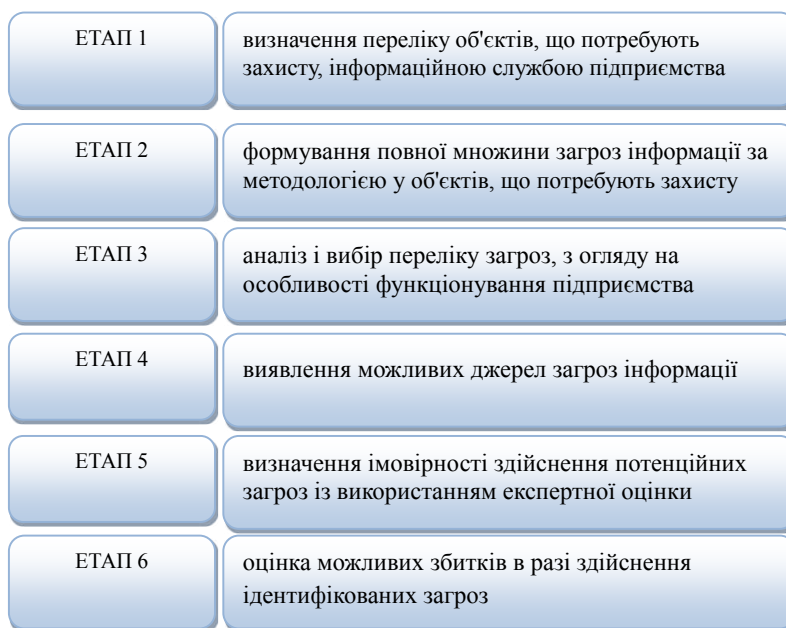 ЕТАП 1
визначення переліку об'єктів, що потребують
захисту, інформаційною службою підприємства
ЕТАП 2
формування повної множини загроз інформації за
методологією у об'єктів, що потребують захисту
ЕТАП 3
аналіз і вибір переліку загроз, з огляду на
особливості функціонування підприємства
ЕТАП 4
виявлення можливих джерел загроз інформації
ЕТАП 5
визначення імовірності здійснення потенційних
загроз із використанням експертної оцінки
ЕТАП 6
оцінка можливих збитків в разі здійснення
ідентифікованих загроз